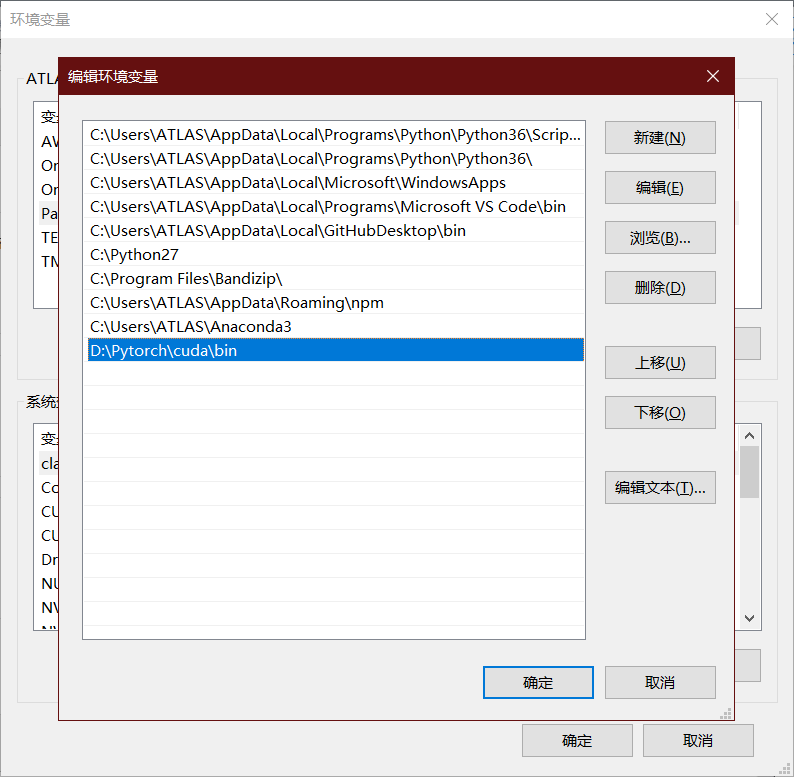 环境变量
编辑环境变量
C:\Users\ATLAS\AppData\Local\Programs\Python\Python36\Scrip...
C:\Users\ATLAS\AppData\Local\Programs\Python\Python36\
C:\Users\ATLAS\AppData\Local\Microsoft\WindowsApps
C:\Users\ATLAS\AppData\Local\Programs\Microsoft VS Code\bin
C:\Users\ATLAS\AppData\Local\GitHubDesktop\bin
C:\Python27
C:\Program Files\Bandizip\
C:\Users\ATLAS\AppData\Roaming\npm
C:\Users\ATLAS\Anaconda3
D:\Pytorch\cuda\bin
新建(N)
编辑(E)
浏览(B)...
删除(D)
上移(U)
下移(O)
编辑文本(T)...
确定
取消
ATLA
变
AV
On
On
Pa
TE
TN
系统
变
cla
Co
CU
CU
Dr
NU
NV
确定
取消